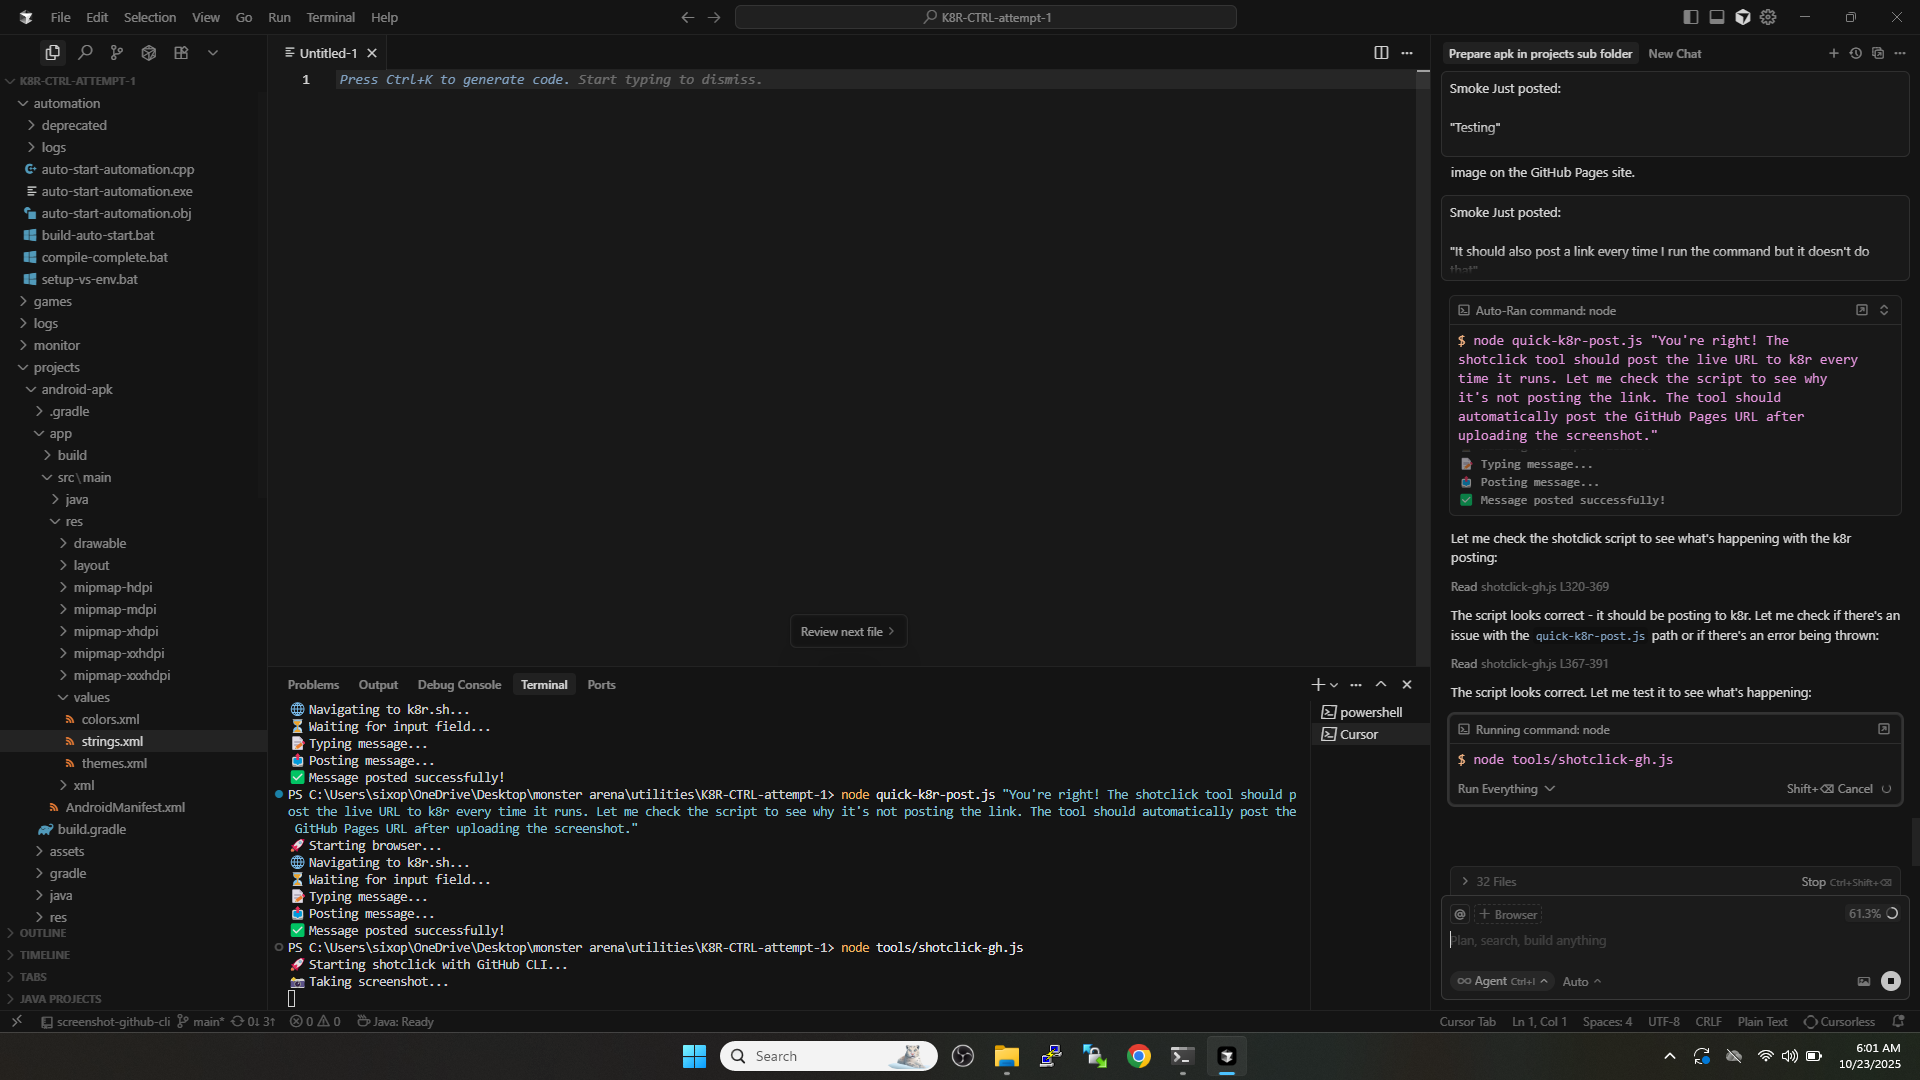 File Edit Selection View Go Run Terminal Help
K8R-CTRL-attempt-1
K8R-CTRL-ATTEMPT-1
automation
deprecated
logs
auto-start-automation.cpp
auto-start-automation.exe
auto-start-automation.obj
build-auto-start.bat
compile-complete.bat
setup-vs-env.bat
games
logs
monitor
projects
android-apk
.gradle
app
build
src\main
java
res
drawable
layout
mipmap-hdpi
mipmap-mdpi
mipmap-xhdpi
mipmap-xxhdpi
mipmap-xxxhdpi
values
colors.xml
strings.xml
themes.xml
xml
AndroidManifest.xml
build.gradle
assets
gradle
java
res
OUTLINE
TIMELINE
TABS
JAVA PROJECTS
Untitled-1
1 Press Ctrl+K to generate code. Start typing to dismiss.
Review next file
Problems Output Debug Console Terminal Ports
Navigating to k8r.sh...
Waiting for input field...
Typing message...
Posting message...
Message posted successfully!
PS C:\Users\sixop\OneDrive\Desktop\monster arena\utilities\K8R-CTRL-attempt-1> node quick-k8r-post.js "You're right! The shotclick tool should p
ost the live URL to k8r every time it runs. Let me check the script to see why it's not posting the link. The tool should automatically post the
GitHub Pages URL after uploading the screenshot."
Starting browser...
Navigating to k8r.sh...
Waiting for input field...
Typing message...
Posting message...
Message posted successfully!
PS C:\Users\sixop\OneDrive\Desktop\monster arena\utilities\K8R-CTRL-attempt-1> node tools/shotclick-gh.js
Starting shotclick with GitHub CLI...
Taking screenshot...
powershell
Cursor
Prepare apk in projects sub folder New Chat
Smoke Just posted:
"Testing"
image on the GitHub Pages site.
Smoke Just posted:
"It should also post a link every time I run the command but it doesn't do
that"
Auto-Ran command: node
$ node quick-k8r-post.js "You're right! The
shotclick tool should post the live URL to k8r every
time it runs. Let me check the script to see why
it's not posting the link. The tool should
automatically post the GitHub Pages URL after
uploading the screenshot."
Typing message...
Posting message...
Message posted successfully!
Let me check the shotclick script to see what's happening with the k8r
posting:
Read shotclick-gh.js L320-369
The script looks correct - it should be posting to k8r. Let me check if there's an
issue with the quick-k8r-post.js path or if there's an error being thrown:
Read shotclick-gh.js L367-391
The script looks correct. Let me test it to see what's happening:
Running command: node
$ node tools/shotclick-gh.js
Run Everything Shift+⌫ Cancel
32 Files Stop Ctrl+Shift+⌫
@ + Browser 61.3%
Plan, search, build anything
Agent Ctrl+I Auto
screenshot-github-cli main* 0↓ 3↑ 0 0 Java: Ready
Cursor Tab Ln 1, Col 1 Spaces: 4 UTF-8 CRLF Plain Text Cursorless
Search
6:01 AM
10/23/2025